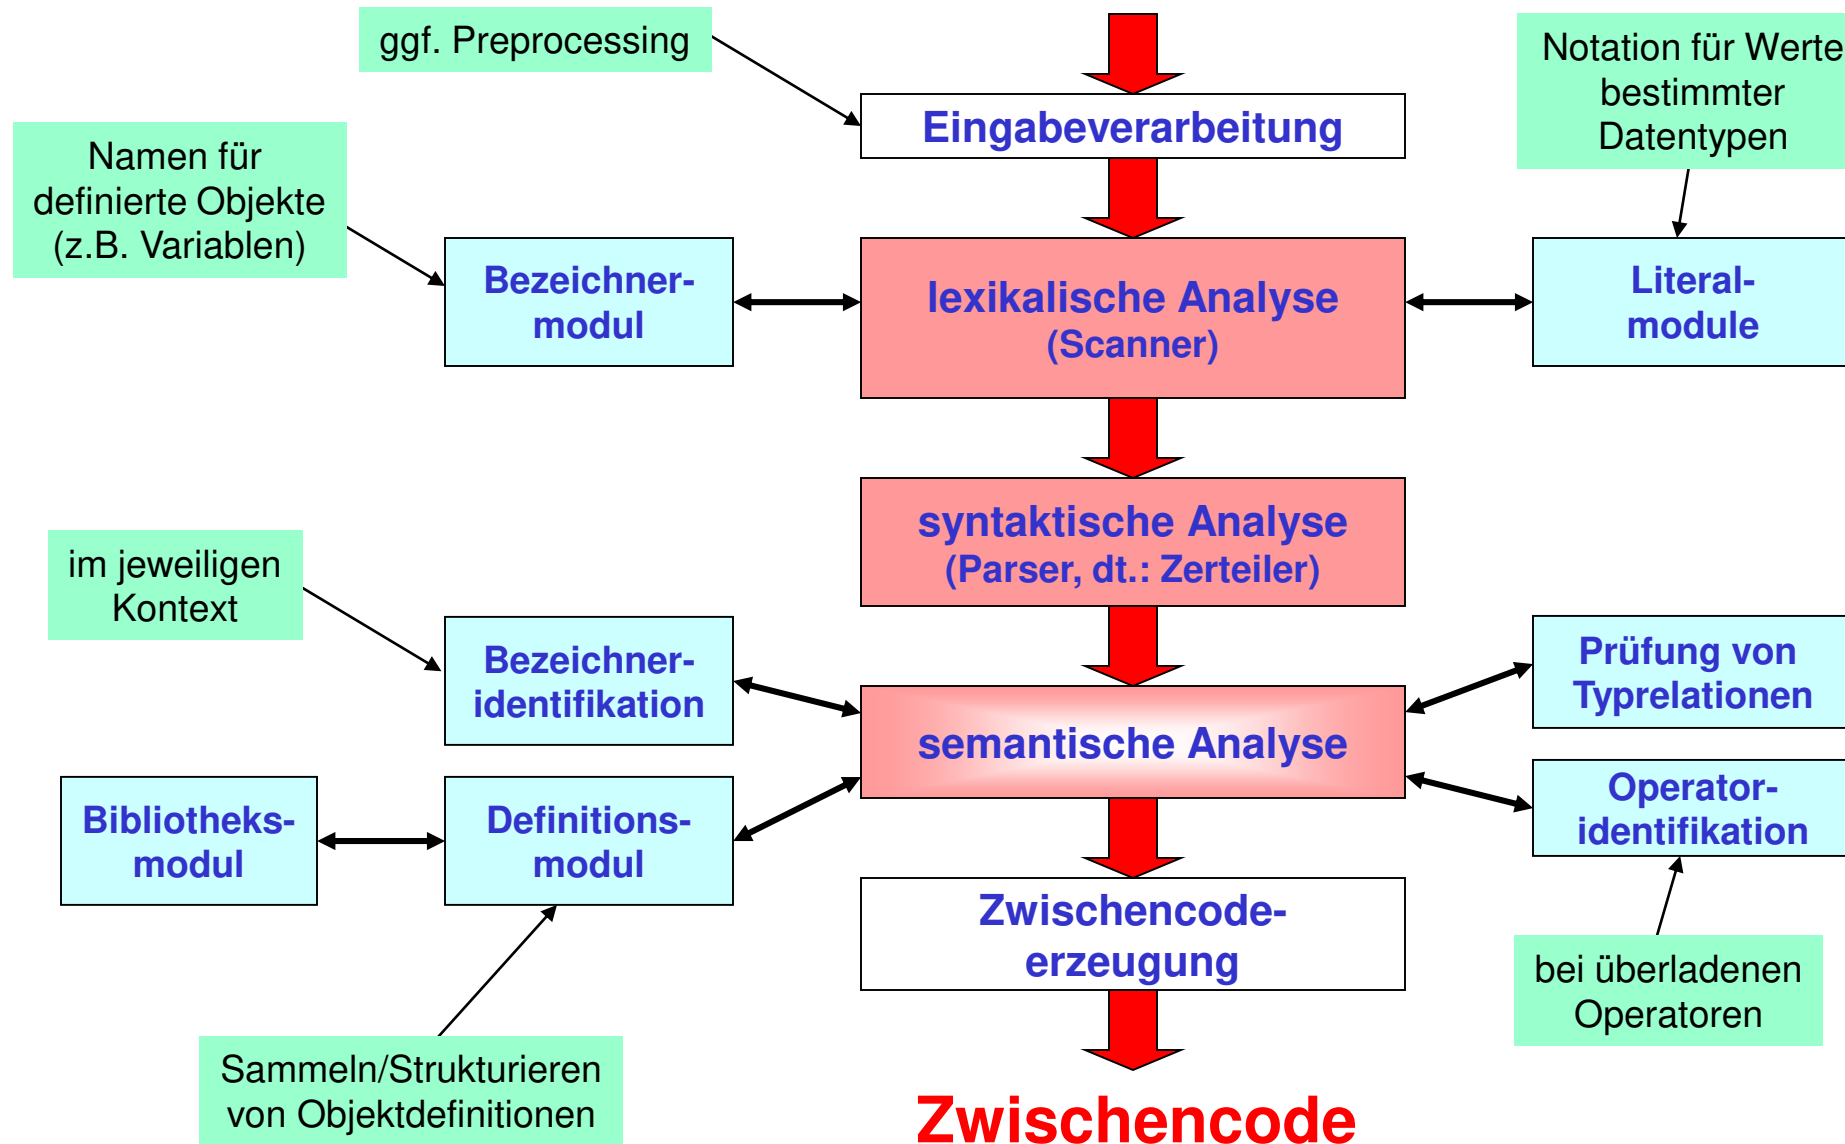 ggf. Preprocessing
Eingabeverarbeitung
Notation für Werte
bestimmter
Datentypen
Namen für
definierte Objekte
(z.B. Variablen)
Bezeichner-
modul
lexikalische Analyse
(Scanner)
Literal-
module
syntaktische Analyse
(Parser, dt.: Zerteiler)
im jeweiligen
Kontext
Bezeichner-
identifikation
semantische Analyse
Prüfung von
Typrelationen
Bibliotheks-
modul
Definitions-
modul
Operator-
identifikation
Zwischencode-
erzeugung
bei überladenen
Operatoren
Sammeln/Strukturieren
von Objektdefinitionen
Zwischencode